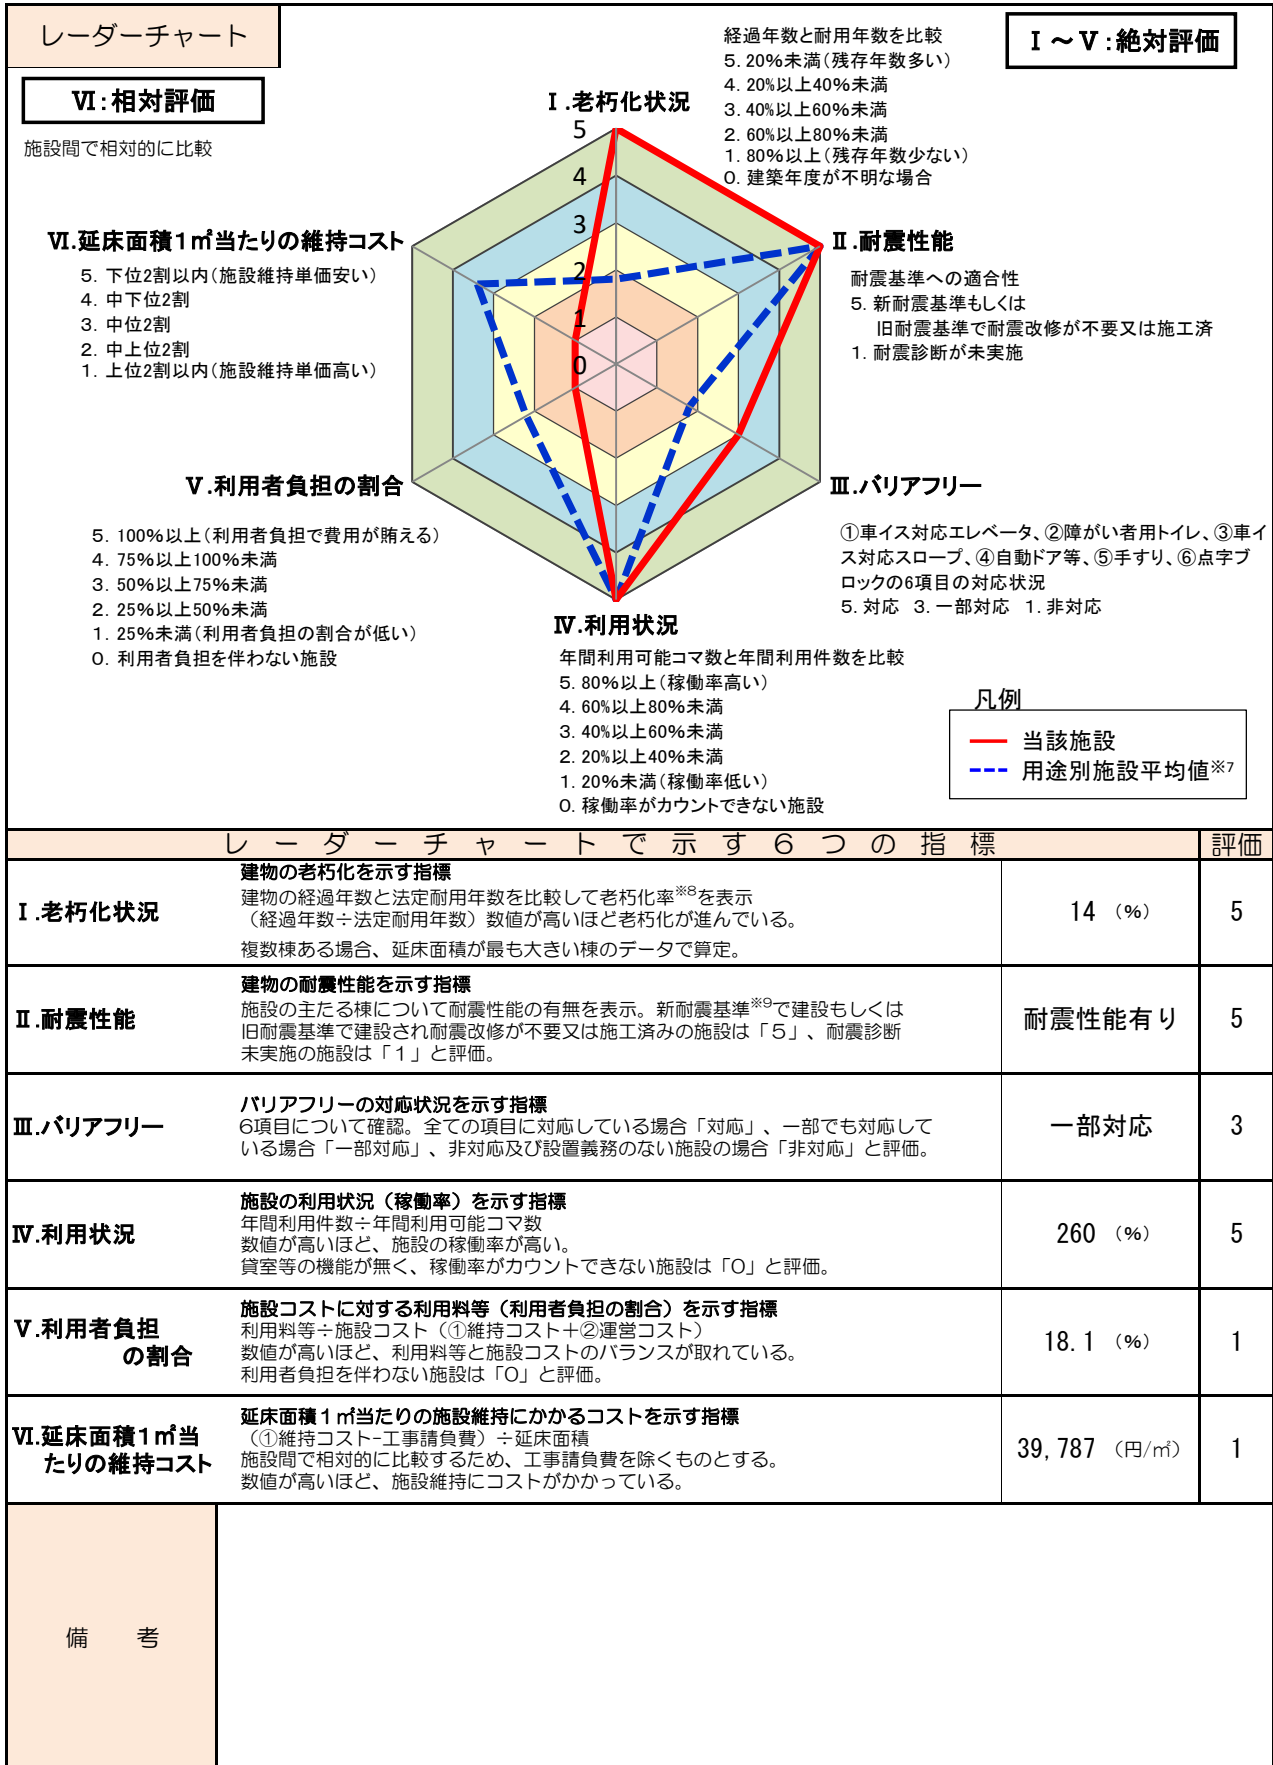 レーダーチャート
Ⅰ～Ⅴ:絶対評価
Ⅵ:相対評価
施設間で相対的に比較
経過年数と耐用年数を比較
5. 20%未満(残存年数多い)
4. 20%以上40%未満
3. 40%以上60%未満
2. 60%以上80%未満
1. 80%以上(残存年数少ない)
0. 建築年度が不明な場合
Ⅰ.老朽化状況
5
4
3
2
1
0
Ⅱ.耐震性能
耐震基準への適合性
5. 新耐震基準もしくは
旧耐震基準で耐震改修が不要又は施工済
1. 耐震診断が未実施
Ⅵ.延床面積1㎡当たりの維持コスト
5. 下位2割以内(施設維持単価安い)
4. 中下位2割
3. 中位2割
2. 中上位2割
1. 上位2割以内(施設維持単価高い)
Ⅴ.利用者負担の割合
5. 100%以上(利用者負担で費用が賄える)
4. 75%以上100%未満
3. 50%以上75%未満
2. 25%以上50%未満
1. 25%未満(利用者負担の割合が低い)
0. 利用者負担を伴わない施設
Ⅲ.バリアフリー
①車イス対応エレベータ、②障がい者用トイレ、③車イ
ス対応スロープ、④自動ドア等、⑤手すり、⑥点字ブ
ロックの6項目の対応状況
5. 対応 3. 一部対応 1. 非対応
Ⅳ.利用状況
年間利用可能コマ数と年間利用件数を比較
5. 80%以上(稼働率高い)
4. 60%以上80%未満
3. 40%以上60%未満
2. 20%以上40%未満
1. 20%未満(稼働率低い)
0. 稼働率がカウントできない施設
凡例
当該施設
用途別施設平均値※7
レーダーチャートで示す6つの指標 評価
Ⅰ.老朽化状況
建物の老朽化を示す指標
建物の経過年数と法定耐用年数を比較して老朽化率※8を表示
(経過年数÷法定耐用年数)数値が高いほど老朽化が進んでいる。
複数棟ある場合、延床面積が最も大きい棟のデータで算定。
14 (%) 5
Ⅱ.耐震性能
建物の耐震性能を示す指標
施設の主たる棟について耐震性能の有無を表示。新耐震基準※9で建設もしくは
旧耐震基準で建設され耐震改修が不要又は施工済みの施設は「5」、耐震診断
未実施の施設は「1」と評価。
耐震性能有り 5
Ⅲ.バリアフリー
バリアフリーの対応状況を示す指標
6項目について確認。全ての項目に対応している場合「対応」、一部でも対応して
いる場合「一部対応」、非対応及び設置義務のない施設の場合「非対応」と評価。
一部対応 3
Ⅳ.利用状況
施設の利用状況(稼働率)を示す指標
年間利用件数÷年間利用可能コマ数
数値が高いほど、施設の稼働率が高い。
貸室等の機能が無く、稼働率がカウントできない施設は「0」と評価。
260 (%) 5
Ⅴ.利用者負担
の割合
施設コストに対する利用料等(利用者負担の割合)を示す指標
利用料等÷施設コスト(①維持コスト+②運営コスト)
数値が高いほど、利用料等と施設コストのバランスが取れている。
利用者負担を伴わない施設は「0」と評価。
18.1 (%) 1
Ⅵ.延床面積1㎡当
たりの維持コスト
延床面積1㎡当たりの施設維持にかかるコストを示す指標
(①維持コスト-工事請負費)÷延床面積
施設間で相対的に比較するため、工事請負費を除くものとする。
数値が高いほど、施設維持にコストがかかっている。
39,787 (円/㎡) 1
備 考